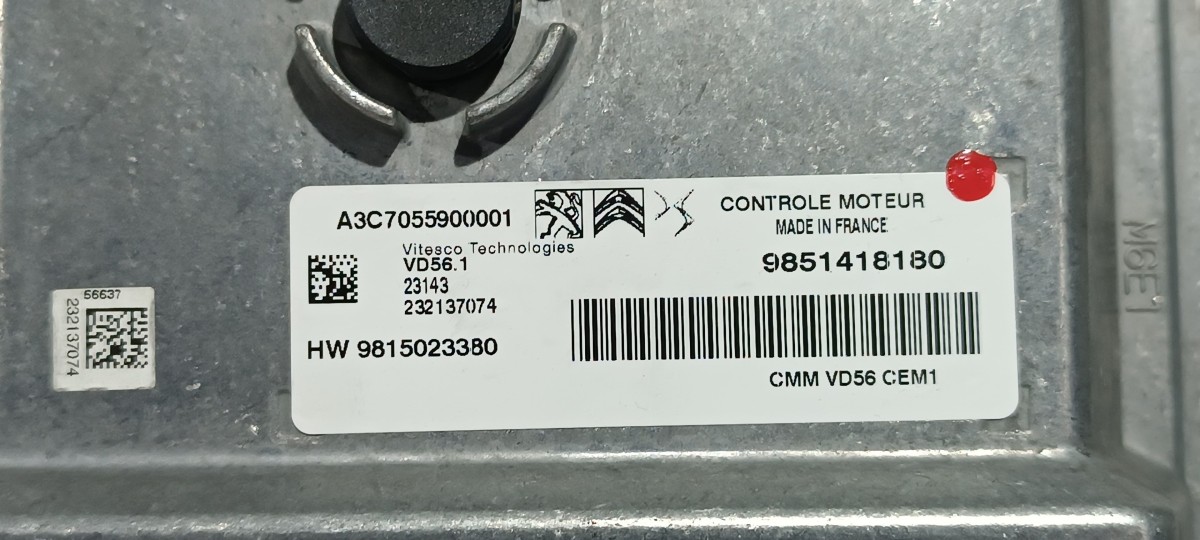 A3C7055900001
CONTROLE MOTEUR
MADE IN FRANCE
Vitesco Technologies
VD56.1
23143
232137074
9851418180
HW 9815023380
CMM VD56 CEM1
56637
232137074
M6E1